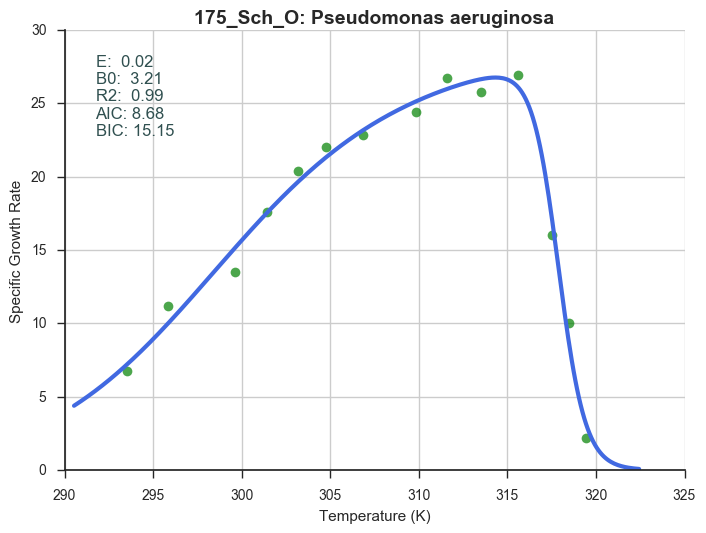 175_Sch_O: Pseudomonas aeruginosa
E: 0.02
B0: 3.21
R2: 0.99
AIC: 8.68
BIC: 15.15
Specific Growth Rate
30
25
20
15
10
5
0
290 295 300 305 310 315 320 325
Temperature (K)